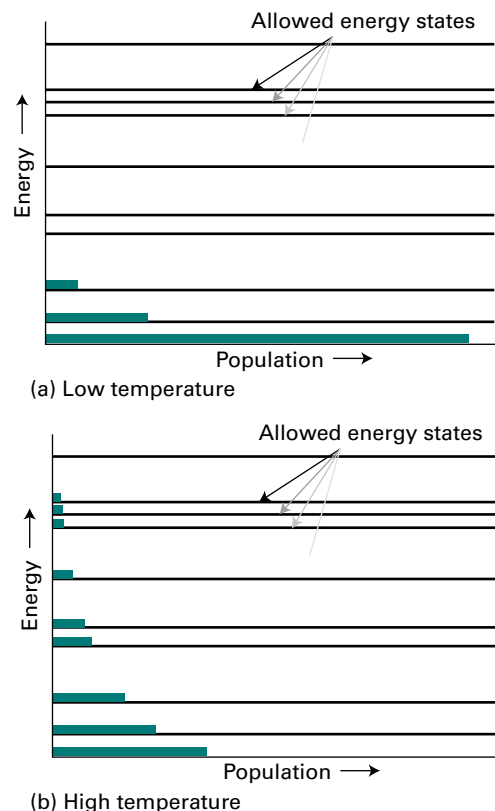 Allowed energy states
Energy
Population
(a) Low temperature
Allowed energy states
Energy
Population
(b) High temperature